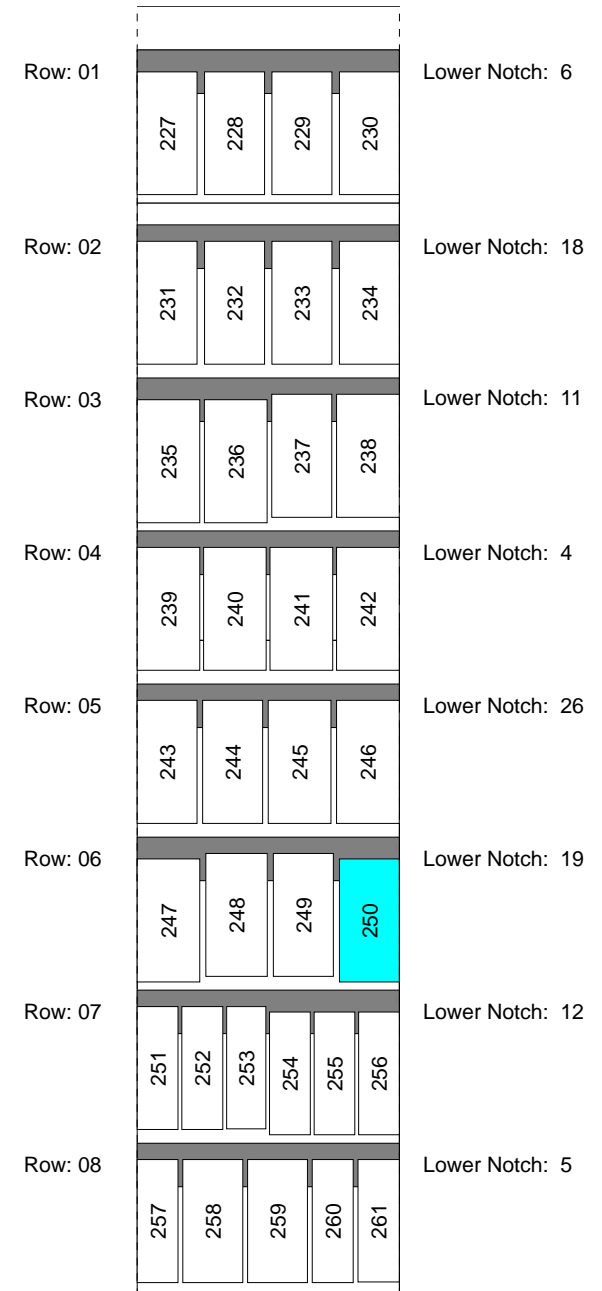 Row: 01 Lower Notch: 6
227 228 229 230
Row: 02 Lower Notch: 18
231 232 233 234
Row: 03 Lower Notch: 11
235 236 237 238
Row: 04 Lower Notch: 4
239 240 241 242
Row: 05 Lower Notch: 26
243 244 245 246
Row: 06 Lower Notch: 19
247 248 249 250
Row: 07 Lower Notch: 12
251 252 253 254 255 256
Row: 08 Lower Notch: 5
257 258 259 260 261